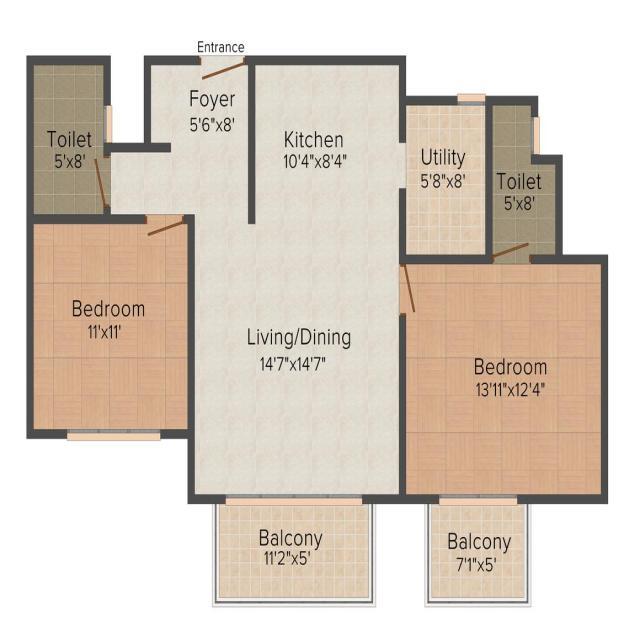 Entrance
Foyer
5'6"x8'
Toilet
5'x8'
Kitchen
10'4"x8'4"
Utility
5'8"x8'
Toilet
5'x8'
Bedroom
11'x11'
Living/Dining
14'7"x14'7"
Bedroom
13'11"x12'4"
Balcony
11'2"x5'
Balcony
7'1"x5'